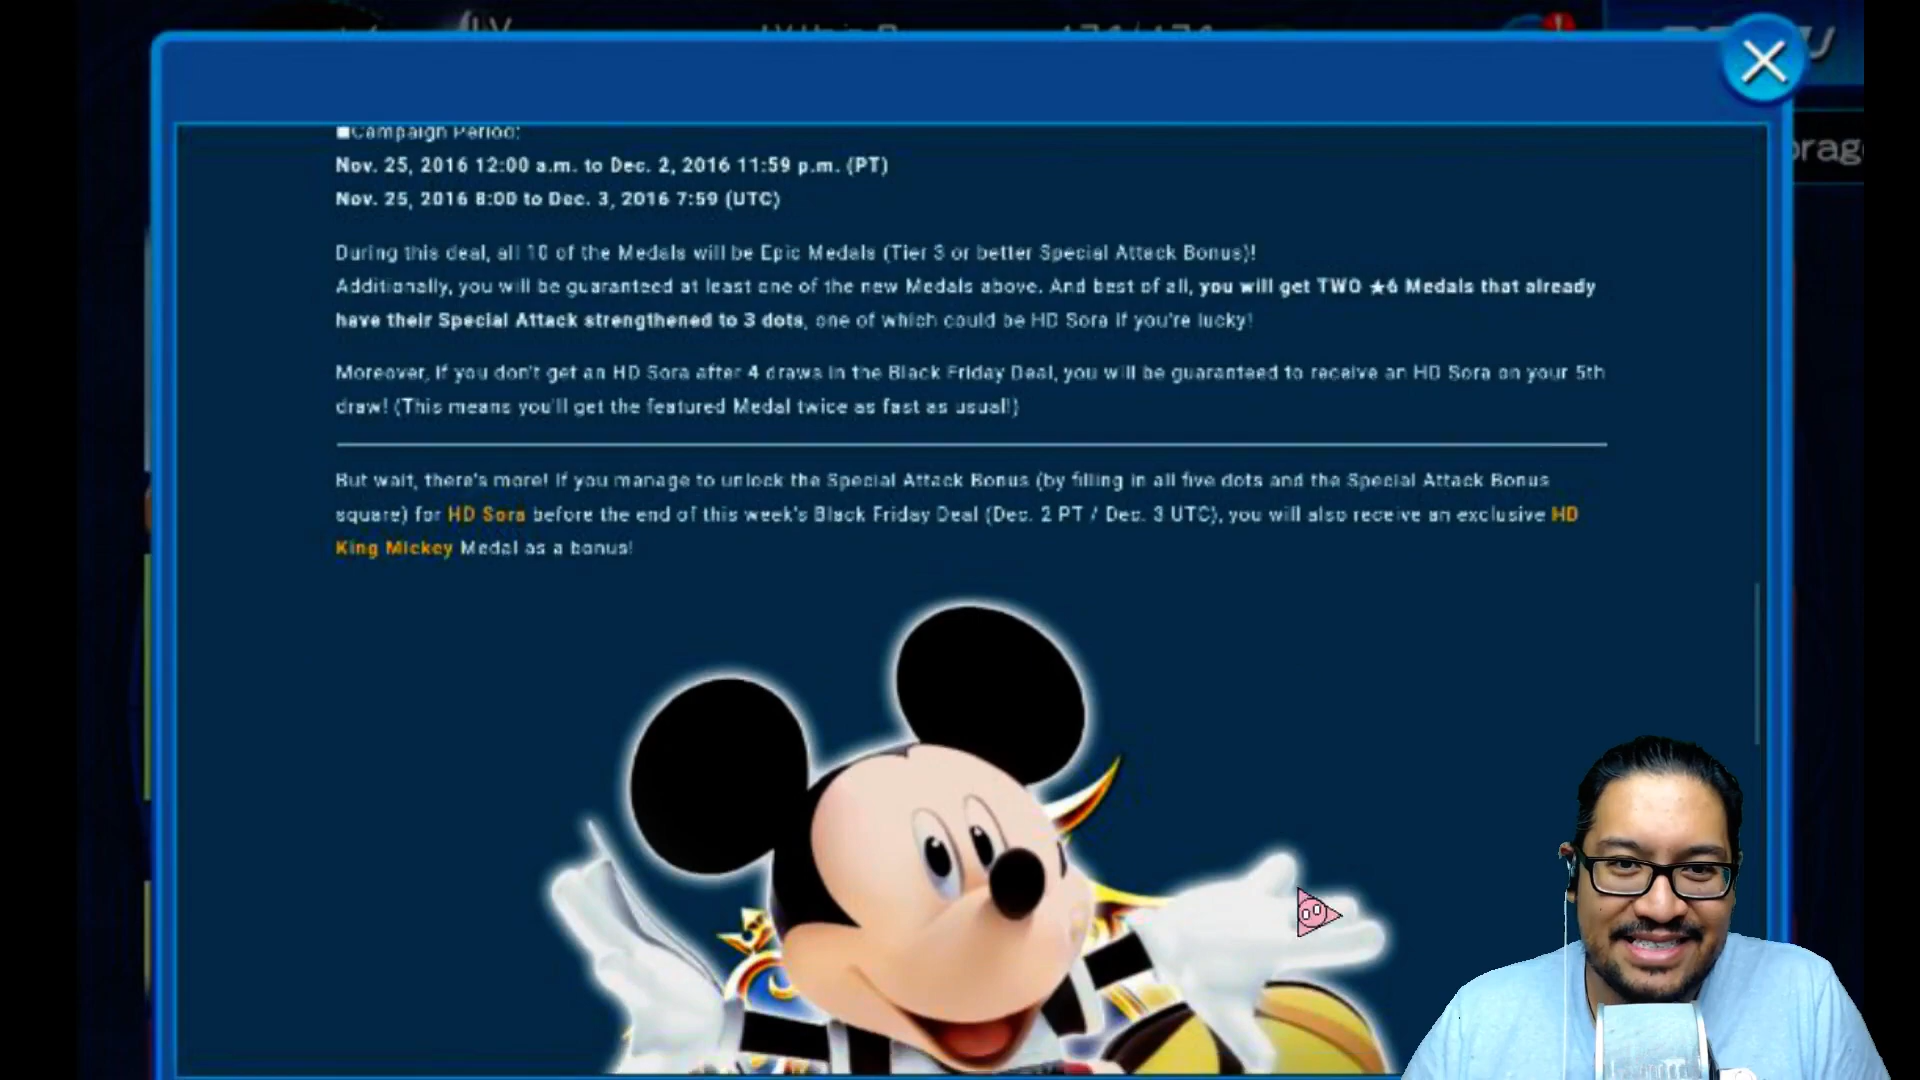 ■Campaign Period:
Nov. 25, 2016 12:00 a.m. to Dec. 2, 2016 11:59 p.m. (PT)
Nov. 25, 2016 8:00 to Dec. 3, 2016 7:59 (UTC)
During this deal, all 10 of the Medals will be Epic Medals (Tier 3 or better Special Attack Bonus)!
Additionally, you will be guaranteed at least one of the new Medals above. And best of all, you will get TWO ★6 Medals that already
have their Special Attack strengthened to 3 dots, one of which could be HD Sora if you're lucky!
Moreover, if you don't get an HD Sora after 4 draws in the Black Friday Deal, you will be guaranteed to receive an HD Sora on your 5th
draw! (This means you'll get the featured Medal twice as fast as usual!)
But wait, there's more! If you manage to unlock the Special Attack Bonus (by filling in all five dots and the Special Attack Bonus
square) for HD Sora before the end of this week's Black Friday Deal (Dec. 2 PT / Dec. 3 UTC), you will also receive an exclusive HD
King Mickey Medal as a bonus!